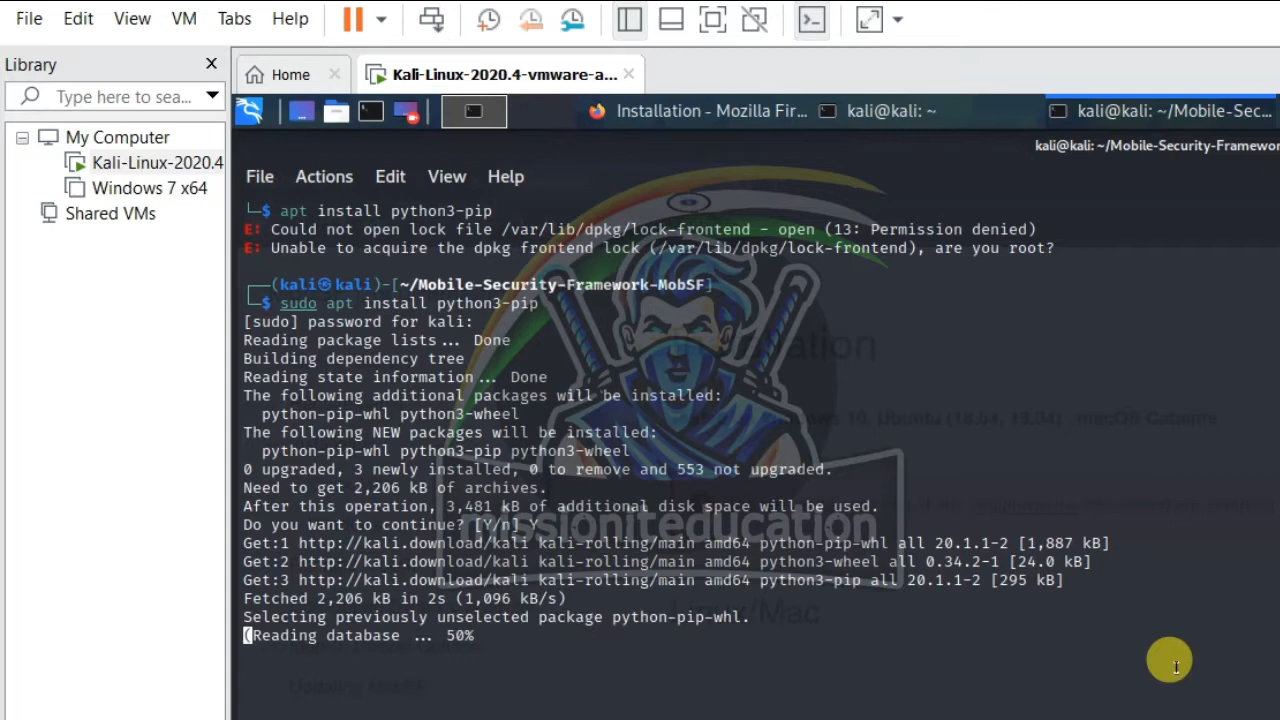 File Edit View VM Tabs Help
Library
Home
Kali-Linux-2020.4-vmware-a...
Type here to sea...
My Computer
Kali-Linux-2020.4
Windows 7 x64
Shared VMs
Installation - Mozilla Fir...
kali@kali: ~
kali@kali: ~/Mobile-Sec...
kali@kali: ~/Mobile-Security-Framewor
File Actions Edit View Help
└─$ apt install python3-pip
E: Could not open lock file /var/lib/dpkg/lock-frontend - open (13: Permission denied)
E: Unable to acquire the dpkg frontend lock (/var/lib/dpkg/lock-frontend), are you root?
┌──(kali㉿kali)-[~/Mobile-Security-Framework-MobSF]
└─$ sudo apt install python3-pip
[sudo] password for kali:
Reading package lists... Done
Building dependency tree
Reading state information... Done
The following additional packages will be installed:
python-pip-whl python3-wheel
The following NEW packages will be installed:
python-pip-whl python3-pip python3-wheel
0 upgraded, 3 newly installed, 0 to remove and 553 not upgraded.
Need to get 2,206 kB of archives.
After this operation, 3,481 kB of additional disk space will be used.
Do you want to continue? [Y/n] Y
missioniteducation
Get:1 http://kali.download/kali kali-rolling/main amd64 python-pip-whl all 20.1.1-2 [1,887 kB]
Get:2 http://kali.download/kali kali-rolling/main amd64 python3-wheel all 0.34.2-1 [24.0 kB]
Get:3 http://kali.download/kali kali-rolling/main amd64 python3-pip all 20.1.1-2 [295 kB]
Fetched 2,206 kB in 2s (1,096 kB/s)
Selecting previously unselected package python-pip-whl.
Linux/Mac
(Reading database ... 50%